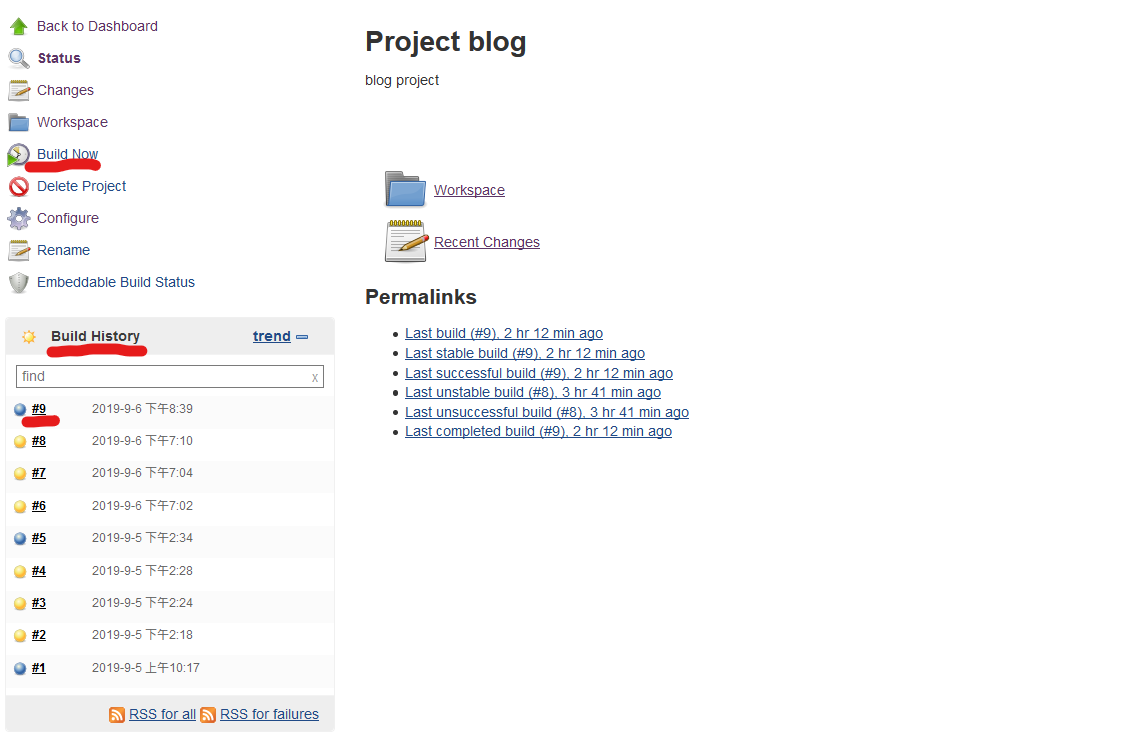 Back to Dashboard
Status
Changes
Workspace
Build Now
Delete Project
Configure
Rename
Embeddable Build Status
Build History trend
find x
#9 2019-9-6 下午8:39
#8 2019-9-6 下午7:10
#7 2019-9-6 下午7:04
#6 2019-9-6 下午7:02
#5 2019-9-5 下午2:34
#4 2019-9-5 下午2:28
#3 2019-9-5 下午2:24
#2 2019-9-5 下午2:18
#1 2019-9-5 上午10:17
RSS for all RSS for failures
Project blog
blog project
Workspace
Recent Changes
Permalinks
Last build (#9), 2 hr 12 min ago
Last stable build (#9), 2 hr 12 min ago
Last successful build (#9), 2 hr 12 min ago
Last unstable build (#8), 3 hr 41 min ago
Last unsuccessful build (#8), 3 hr 41 min ago
Last completed build (#9), 2 hr 12 min ago